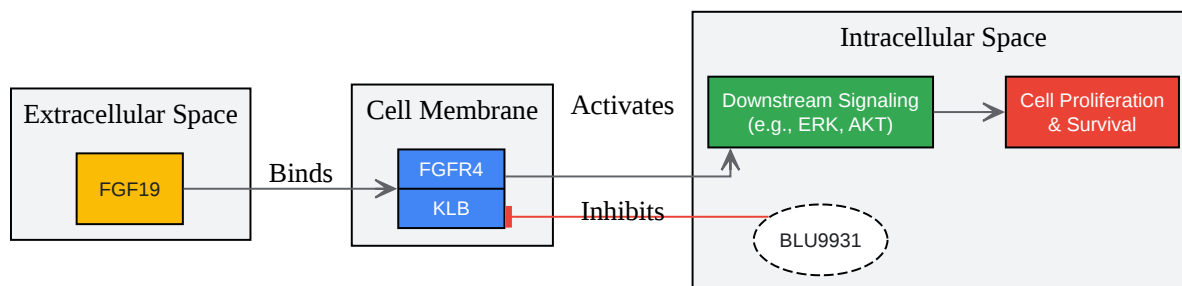 Extracellular Space
FGF19
Binds
Cell Membrane
FGFR4
KLB
Activates
Inhibits
Intracellular Space
Downstream Signaling
(e.g., ERK, AKT)
Cell Proliferation
& Survival
BLU9931